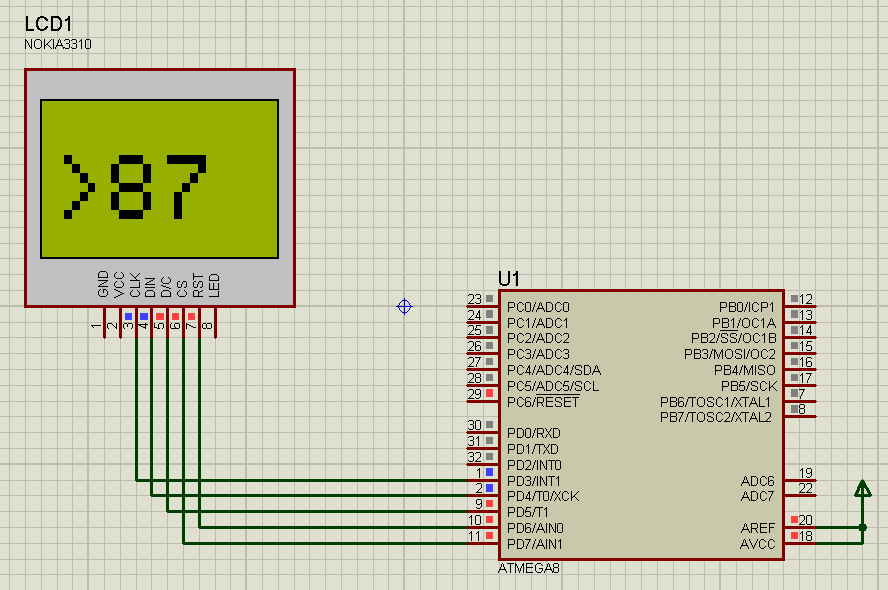 LCD1
NOKIA3310
>87
GND
VCC
CLK
DIN
D/C
CS
RST
LED
1
2
3
4
5
6
7
8
U1
23 PC0/ADC0 PB0/ICP1 12
24 PC1/ADC1 PB1/OC1A 13
25 PC2/ADC2 PB2/SS/OC1B 14
26 PC3/ADC3 PB3/MOSI/OC2 15
27 PC4/ADC4/SDA PB4/MISO 16
28 PC5/ADC5/SCL PB5/SCK 17
29 PC6/RESET PB6/TOSC1/XTAL1 7
PB7/TOSC2/XTAL2 8
30 PD0/RXD
31 PD1/TXD
32 PD2/INT0
1 PD3/INT1 ADC6 19
2 PD4/T0/XCK ADC7 22
9 PD5/T1
10 PD6/AIN0 AREF 20
11 PD7/AIN1 AVCC 18
ATMEGA8